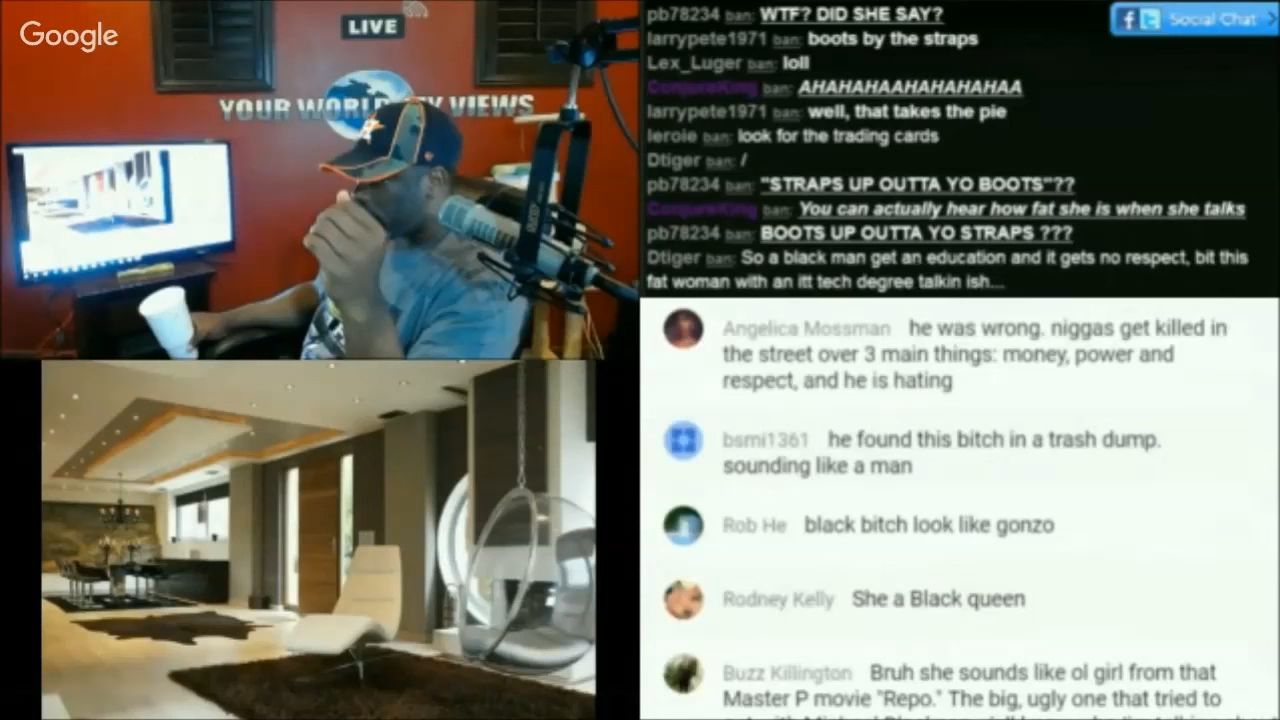 Google
LIVE
YOUR WORLD MY VIEWS
pb78234 ban: WTF? DID SHE SAY?
larrypete1971 ban: boots by the straps
Lex_Luger ban: loll
ConjureKing ban: AHAHAHAAHAHAHAHAA
larrypete1971 ban: well, that takes the pie
leroie ban: look for the trading cards
Dtiger ban: /
pb78234 ban: "STRAPS UP OUTTA YO BOOTS"??
ConjureKing ban: You can actually hear how fat she is when she talks
pb78234 ban: BOOTS UP OUTTA YO STRAPS ???
Dtiger ban: So a black man get an education and it gets no respect, bit this
fat woman with an itt tech degree talkin ish...
Social Chat
Angelica Mossman he was wrong. niggas get killed in
the street over 3 main things: money, power and
respect, and he is hating
bsmi1361 he found this bitch in a trash dump.
sounding like a man
Rob He black bitch look like gonzo
Rodney Kelly She a Black queen
Buzz Killington Bruh she sounds like ol girl from that
Master P movie "Repo." The big, ugly one that tried to